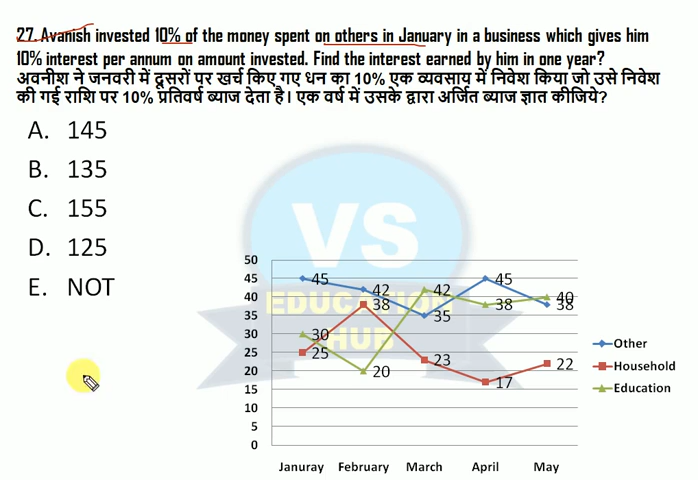 27. Avanish invested 10% of the money spent on others in January in a business which gives him
10% interest per annum on amount invested. Find the interest earned by him in one year?
अवनीश ने जनवरी में दूसरों पर खर्च किए गए धन का 10% एक व्यवसाय में निवेश किया जो उसे निवेश
की गई राशि पर 10% प्रतिवर्ष ब्याज देता है। एक वर्ष में उसके द्वारा अर्जित ब्याज ज्ञात कीजिये?
A. 145
B. 135
C. 155
D. 125
E. NOT
VS
EDUCATION
HUB
50
45
40
35
30
25
20
15
10
5
0
45 42 35 45 38
25 38 23 17 22
30 20 42 38 40
Januray February March April May
Other
Household
Education